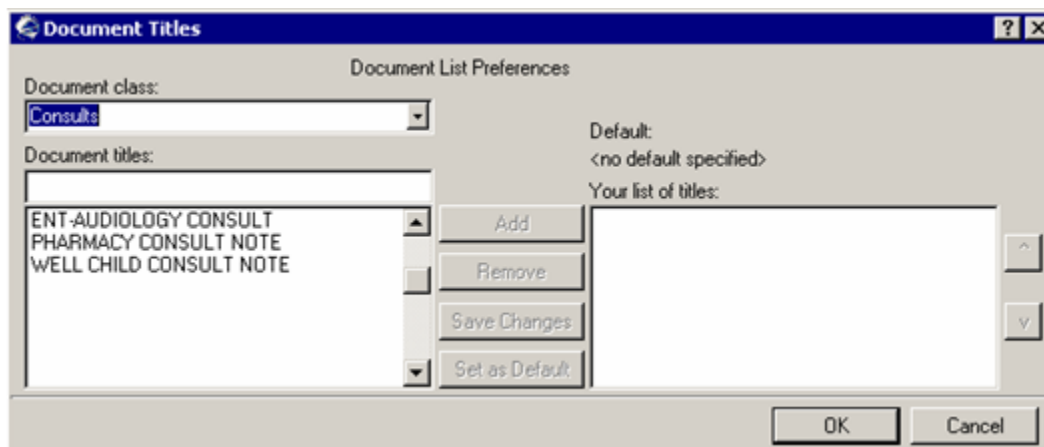 Document Titles
Document List Preferences
Document class:
Consults
Document titles:
ENT-AUDIOLOGY CONSULT
PHARMACY CONSULT NOTE
WELL CHILD CONSULT NOTE
Add
Remove
Save Changes
Set as Default
Default:
<no default specified>
Your list of titles:
^
v
OK
Cancel